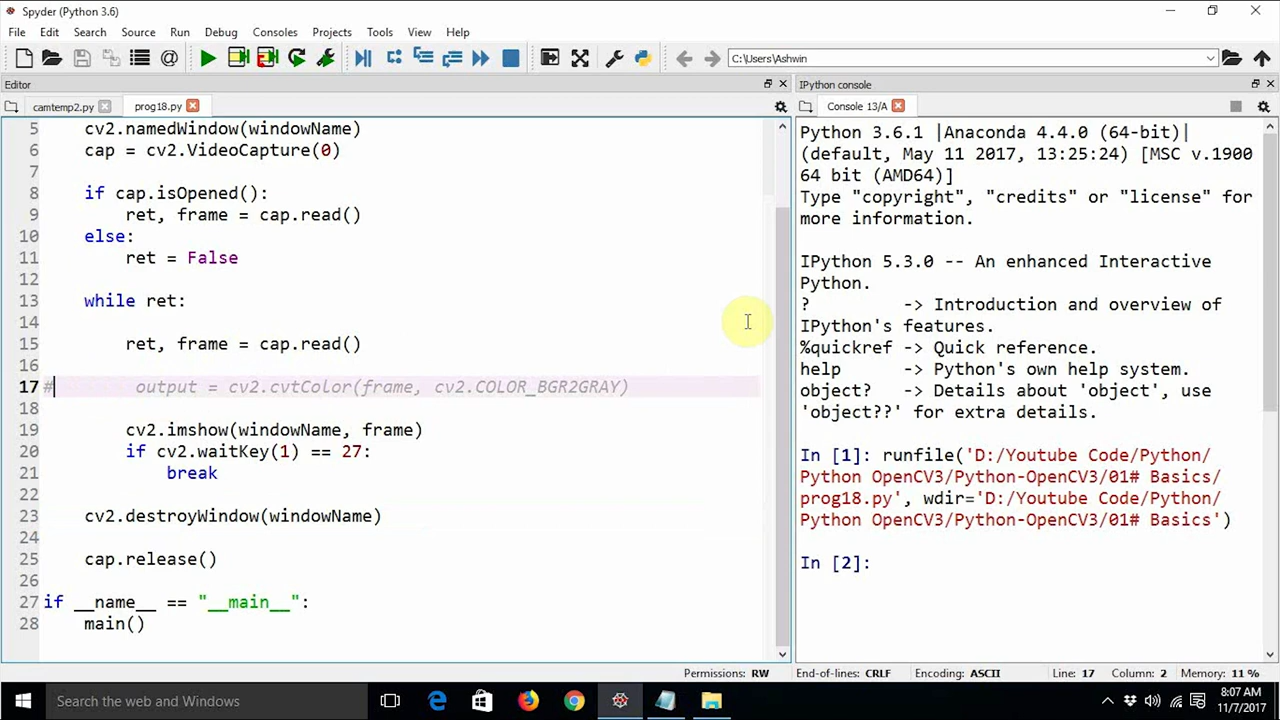 Spyder (Python 3.6)
File Edit Search Source Run Debug Consoles Projects Tools View Help
C:\Users\Ashwin
Editor
camtemp2.py prog18.py
5 cv2.namedWindow(windowName)
6 cap = cv2.VideoCapture(0)
7
8 if cap.isOpened():
9 ret, frame = cap.read()
10 else:
11 ret = False
12
13 while ret:
14
15 ret, frame = cap.read()
16
17 # output = cv2.cvtColor(frame, cv2.COLOR_BGR2GRAY)
18
19 cv2.imshow(windowName, frame)
20 if cv2.waitKey(1) == 27:
21 break
22
23 cv2.destroyWindow(windowName)
24
25 cap.release()
26
27 if __name__ == "__main__":
28 main()
IPython console
Console 13/A
Python 3.6.1 |Anaconda 4.4.0 (64-bit)|
(default, May 11 2017, 13:25:24) [MSC v.1900
64 bit (AMD64)]
Type "copyright", "credits" or "license" for
more information.
IPython 5.3.0 -- An enhanced Interactive
Python.
? -> Introduction and overview of
IPython's features.
%quickref -> Quick reference.
help -> Python's own help system.
object? -> Details about 'object', use
'object??' for extra details.
In [1]: runfile('D:/Youtube Code/Python/
Python OpenCV3/Python-OpenCV3/01# Basics/
prog18.py', wdir='D:/Youtube Code/Python/
Python OpenCV3/Python-OpenCV3/01# Basics')
In [2]:
Permissions: RW End-of-lines: CRLF Encoding: ASCII Line: 17 Column: 2 Memory: 11 %
Search the web and Windows
8:07 AM
11/7/2017